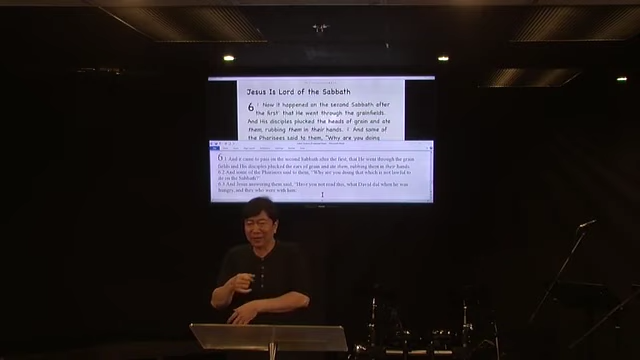 Jesus Is Lord of the Sabbath
6 1 Now it happened on the second Sabbath after
the first that He went through the grainfields.
And His disciples plucked the heads of grain and ate
them, rubbing them in their hands. 2 And some of
the Pharisees said to them, "Why are you doing
6 1 And it came to pass on the second Sabbath after the first, that He went through the grain
fields and His disciples plucked the ears of grain and ate them, rubbing them in their hands.
6 2 And some of the Pharisees said to them, "Why are you doing that which is not lawful to
do on the Sabbath?"
6 3 And Jesus answering them said, "Have you not read this, what David did when he was
hungry, and they who were with him;